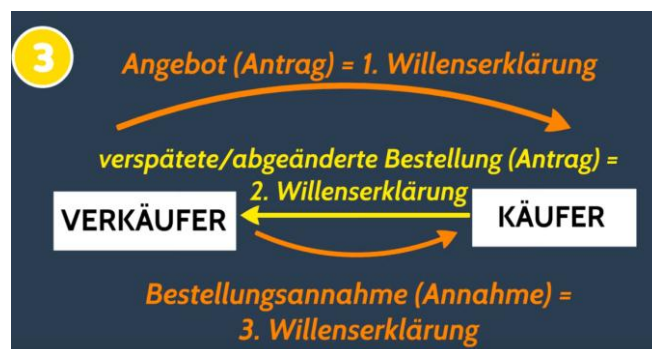 3
Angebot (Antrag) = 1. Willenserklärung
verspätete/abgeänderte Bestellung (Antrag) =
2. Willenserklärung
VERKÄUFER
KÄUFER
Bestellungsannahme (Annahme) =
3. Willenserklärung